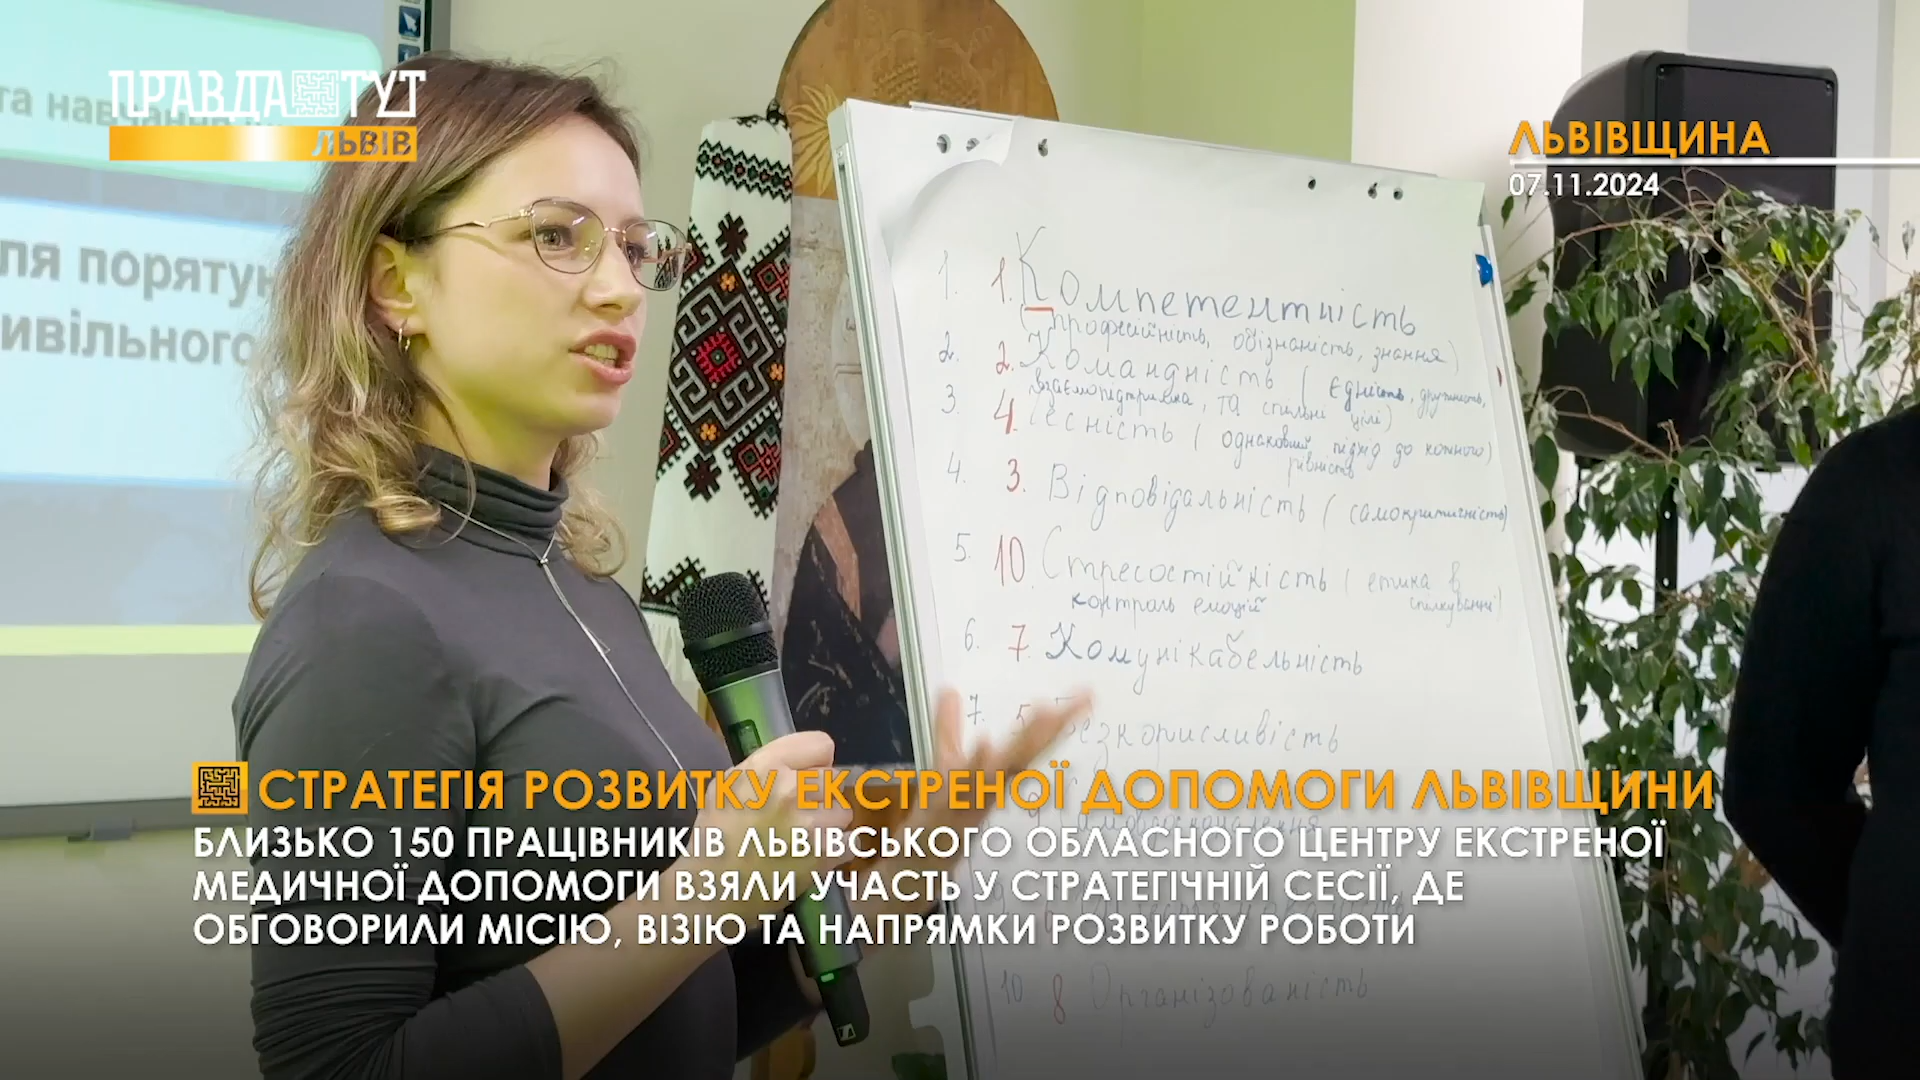 ПРАВДА ТУТ
ЛЬВІВ
ЛЬВІВЩИНА
07.11.2024
та навчання
ля порятун
ивільного
1. 1. Компетентність
(професійність, обізнаність, знання)
2. 2. Командність (Єдність, дружність,
взаємопідтримка, та спільні цілі)
3. 4. Чесність (однаковий підхід до кожного)
рівність
4. 3. Відповідальність (самокритичність)
5. 10. Стресостійкість (етика в спілкуванні)
контроль емоцій
6. 7. Комунікабельність
7. 5. Безкорисливість
СТРАТЕГІЯ РОЗВИТКУ ЕКСТРЕНОЇ ДОПОМОГИ ЛЬВІВЩИНИ
БЛИЗЬКО 150 ПРАЦІВНИКІВ ЛЬВІВСЬКОГО ОБЛАСНОГО ЦЕНТРУ ЕКСТРЕНОЇ
МЕДИЧНОЇ ДОПОМОГИ ВЗЯЛИ УЧАСТЬ У СТРАТЕГІЧНІЙ СЕСІЇ, ДЕ
ОБГОВОРИЛИ МІСІЮ, ВІЗІЮ ТА НАПРЯМКИ РОЗВИТКУ РОБОТИ
10. 8 Організованість